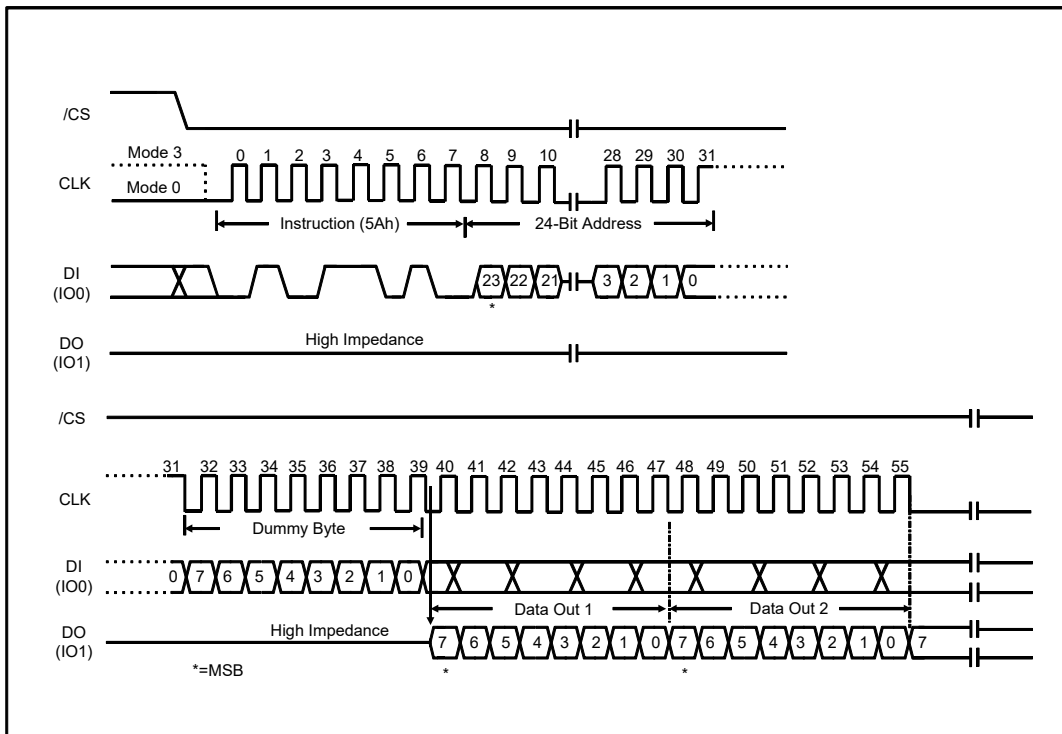 /CS
Mode 3
0 1 2 3 4 5 6 7 8 9 10 28 29 30 31
CLK
Mode 0
Instruction (5Ah) 24-Bit Address
DI
(IO0)
23 22 21 3 2 1 0
*
DO
(IO1)
High Impedance
/CS
31 32 33 34 35 36 37 38 39 40 41 42 43 44 45 46 47 48 49 50 51 52 53 54 55
CLK
Dummy Byte
DI
(IO0)
0 7 6 5 4 3 2 1 0
Data Out 1 Data Out 2
DO
(IO1)
High Impedance
7 6 5 4 3 2 1 0 7 6 5 4 3 2 1 0 7
*=MSB
* *